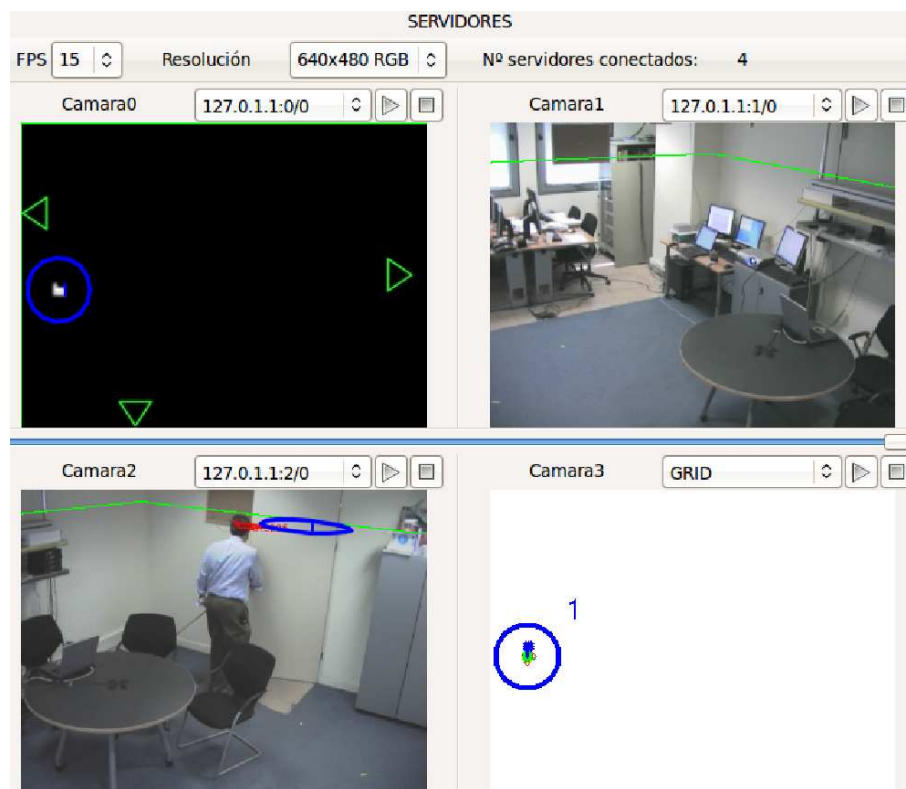 SERVIDORES
FPS 15 Resolución 640x480 RGB Nº servidores conectados: 4
Camara0 127.0.1.1:0/0 Camara1 127.0.1.1:1/0
Camara2 127.0.1.1:2/0 Camara3 GRID
1